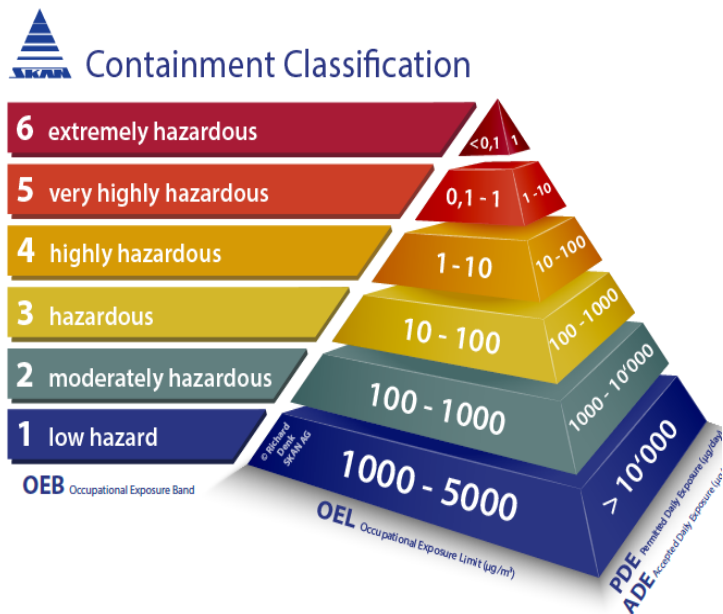 SKAN
Containment Classification
6 extremely hazardous
<0,1
1
5 very highly hazardous
0,1 - 1
1 -10
4 highly hazardous
1 -10
10 -100
3 hazardous
10 - 100
100 -1000
2 moderately hazardous
100 - 1000
1000 - 10’000
1 low hazard
© Richard
Denk
SKAN AG
1000 - 5000
> 10’000
OEB Occupational Exposure Band
OEL Occupational Exposure Limit (µg/m³)
PDE Permitted Daily Exposure (µg/day)
ADE Accepted Daily Exposure (µg